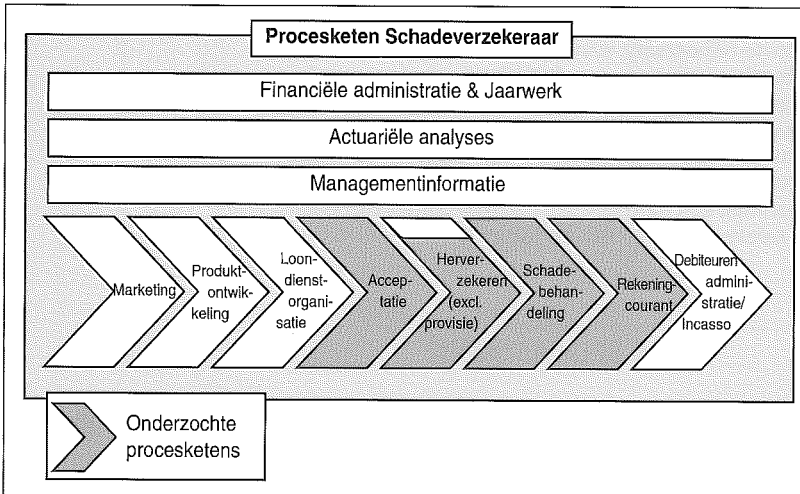 Procesketen Schadeverzekeraar
Financiële administratie & Jaarwerk
Actuariële analyses
Managementinformatie
Marketing
Produkt-
ontwik-
keling
Loon-
dienst-
organi-
satie
Accep-
tatie
Herver-
zekeren
(excl.
provisie)
Schade-
behan-
deling
Rekening-
courant
Debiteuren
admini-
stratie/
Incasso
Onderzochte
procesketens